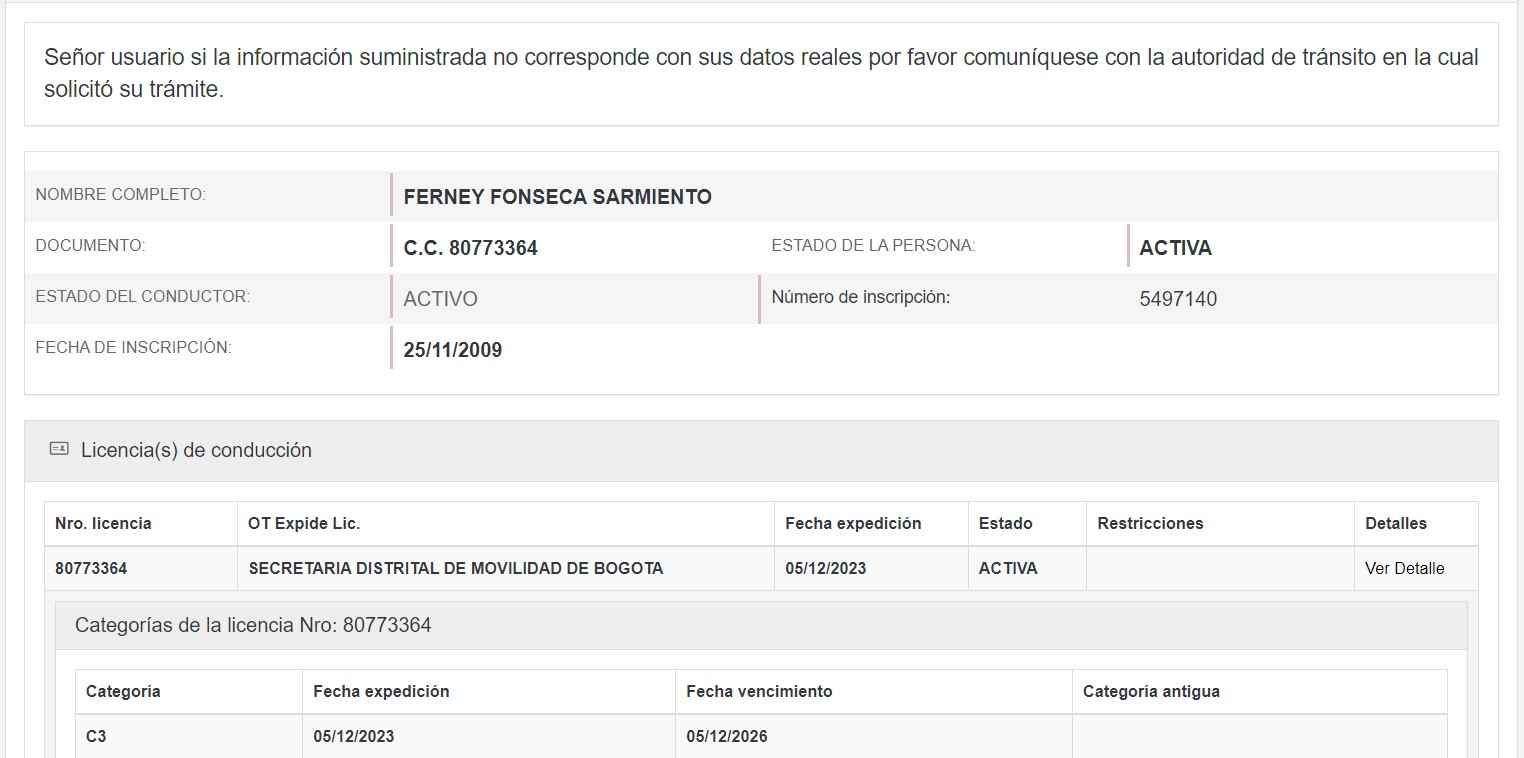 Señor usuario si la información suministrada no corresponde con sus datos reales por favor comuníquese con la autoridad de tránsito en la cual
solicitó su trámite.
NOMBRE COMPLETO: FERNEY FONSECA SARMIENTO
DOCUMENTO: C.C. 80773364 ESTADO DE LA PERSONA: ACTIVA
ESTADO DEL CONDUCTOR: ACTIVO Número de inscripción: 5497140
FECHA DE INSCRIPCIÓN: 25/11/2009
Licencia(s) de conducción
Nro. licencia OT Expide Lic. Fecha expedición Estado Restricciones Detalles
80773364 SECRETARIA DISTRITAL DE MOVILIDAD DE BOGOTA 05/12/2023 ACTIVA Ver Detalle
Categorías de la licencia Nro: 80773364
Categoría Fecha expedición Fecha vencimiento Categoría antigua
C3 05/12/2023 05/12/2026